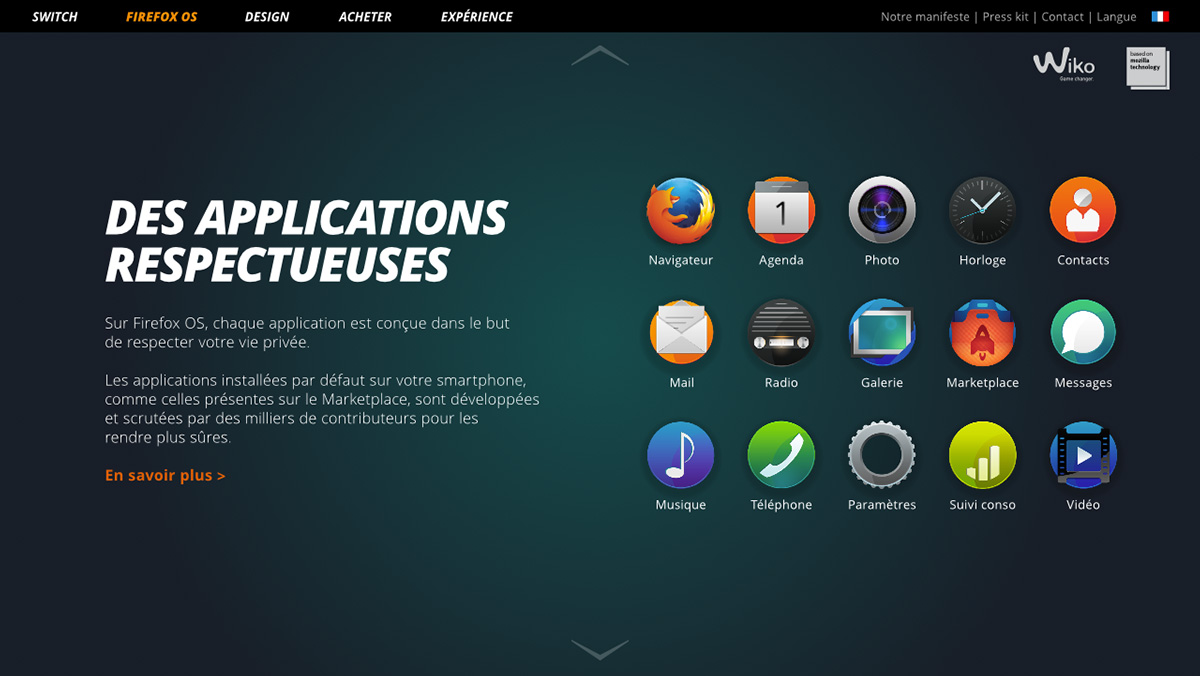 SWITCH FIREFOX OS DESIGN ACHETER EXPÉRIENCE Notre manifeste | Press kit | Contact | Langue
Wiko
Game changer.
based on
mozilla
technology
DES APPLICATIONS
RESPECTUEUSES
Sur Firefox OS, chaque application est conçue dans le but
de respecter votre vie privée.
Les applications installées par défaut sur votre smartphone,
comme celles présentes sur le Marketplace, sont développées
et scrutées par des milliers de contributeurs pour les
rendre plus sûres.
En savoir plus >
1
Navigateur Agenda Photo Horloge Contacts
Mail Radio Galerie Marketplace Messages
Musique Téléphone Paramètres Suivi conso Vidéo